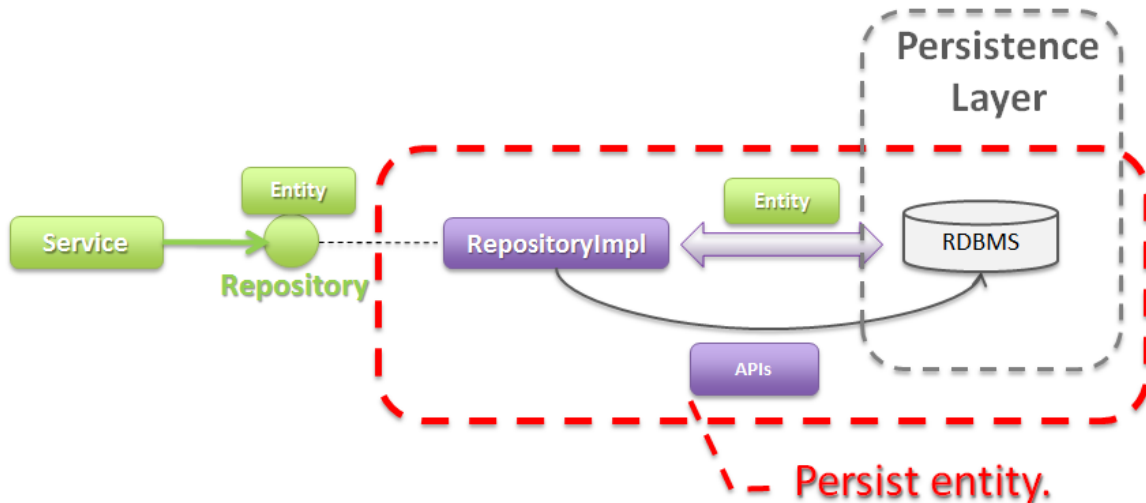 Persistence
Layer
Entity
Entity
Service
RepositoryImpl
RDBMS
Repository
APIs
Persist entity.